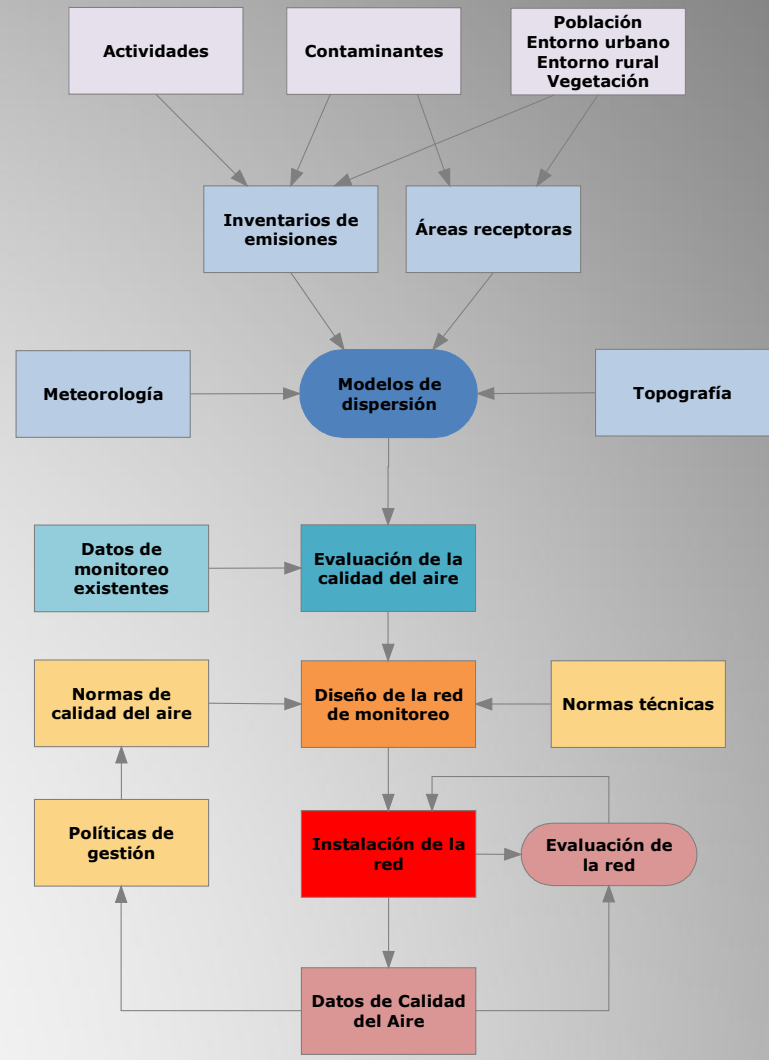 Actividades
Contaminantes
Población
Entorno urbano
Entorno rural
Vegetación
Inventarios de
emisiones
Áreas receptoras
Meteorología
Modelos de
dispersión
Topografía
Datos de
monitoreo
existentes
Evaluación de la
calidad del aire
Normas de
calidad del aire
Diseño de la red
de monitoreo
Normas técnicas
Políticas de
gestión
Instalación de la
red
Evaluación de
la red
Datos de Calidad
del Aire